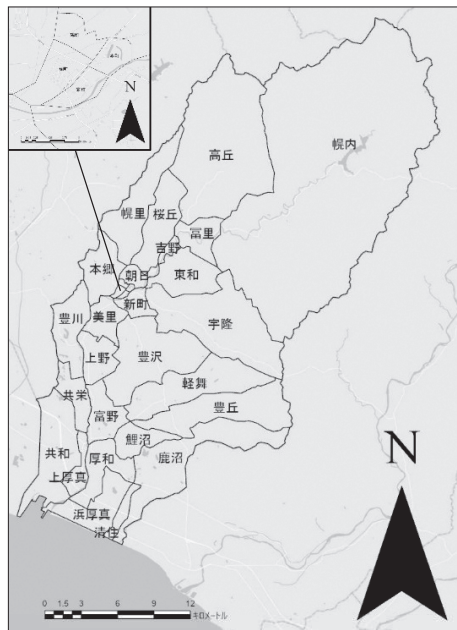 N
高丘
幌内
幌里
桜丘
富里
吉野
本郷
朝日
東和
新町
豊川
美里
宇隆
上野
豊沢
軽舞
共栄
富野
豊丘
鯉沼
共和
厚和
鹿沼
上厚真
浜厚真
清住
N
0 1.5 3 6 9 12
キロメートル